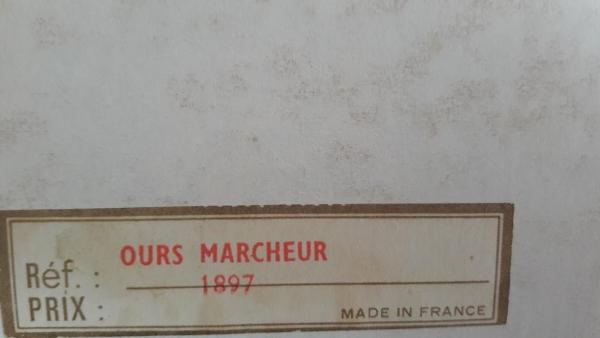 OURS MARCHEUR
Réf. : 1897
PRIX :
MADE IN FRANCE